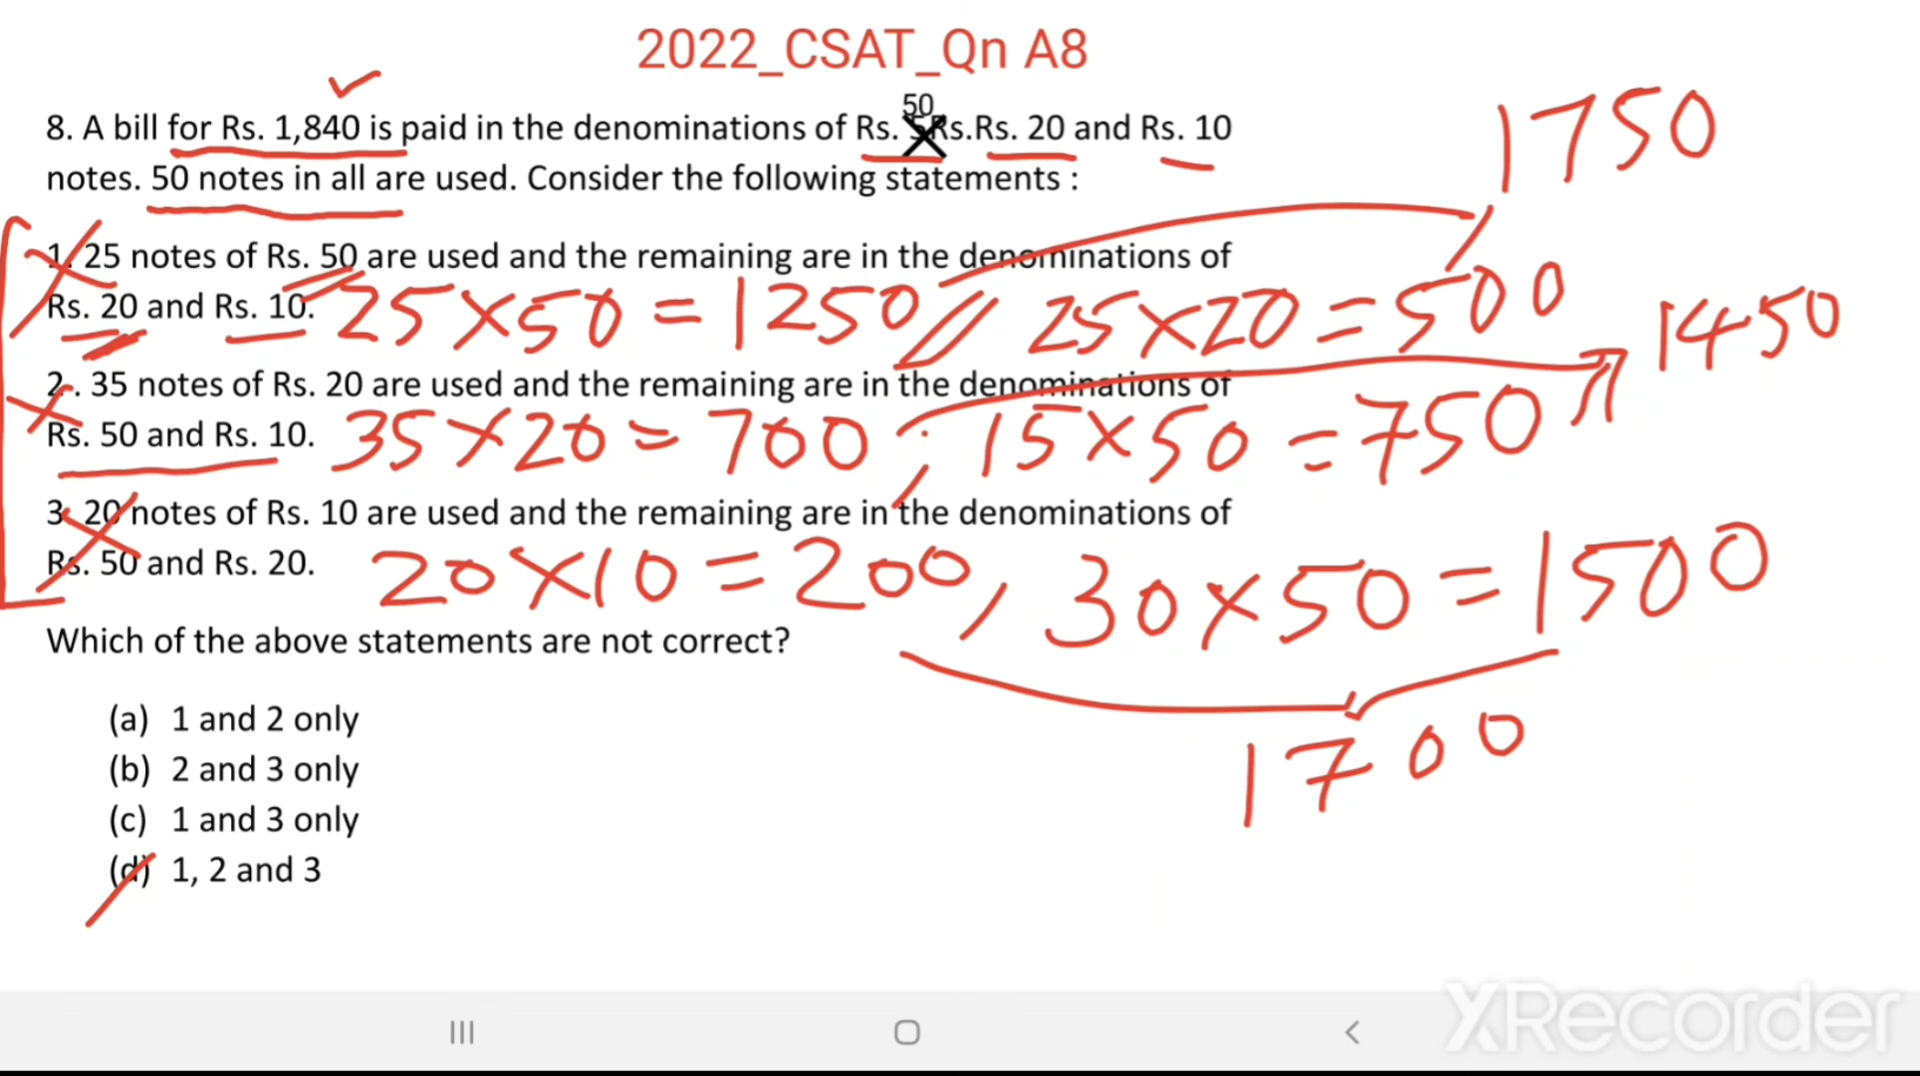 2022_CSAT_Qn A8
50
8. A bill for Rs. 1,840 is paid in the denominations of Rs. Rs.Rs. 20 and Rs. 10
1750
notes. 50 notes in all are used. Consider the following statements :
1. 25 notes of Rs. 50 are used and the remaining are in the denominations of
Rs. 20 and Rs. 10.
25×50=1250 // 25×20=500
1450
2. . 35 notes of Rs. 20 are used and the remaining are in the denominations of
Rs. 50 and Rs. 10.
35×20=700 ; 15×50=750
3. 20 notes of Rs. 10 are used and the remaining are in the denominations of
Rs. 50 and Rs. 20.
20×10=200, 30×50=1500
Which of the above statements are not correct?
1700
(a) 1 and 2 only
(b) 2 and 3 only
(c) 1 and 3 only
(d) 1, 2 and 3
XRecorder